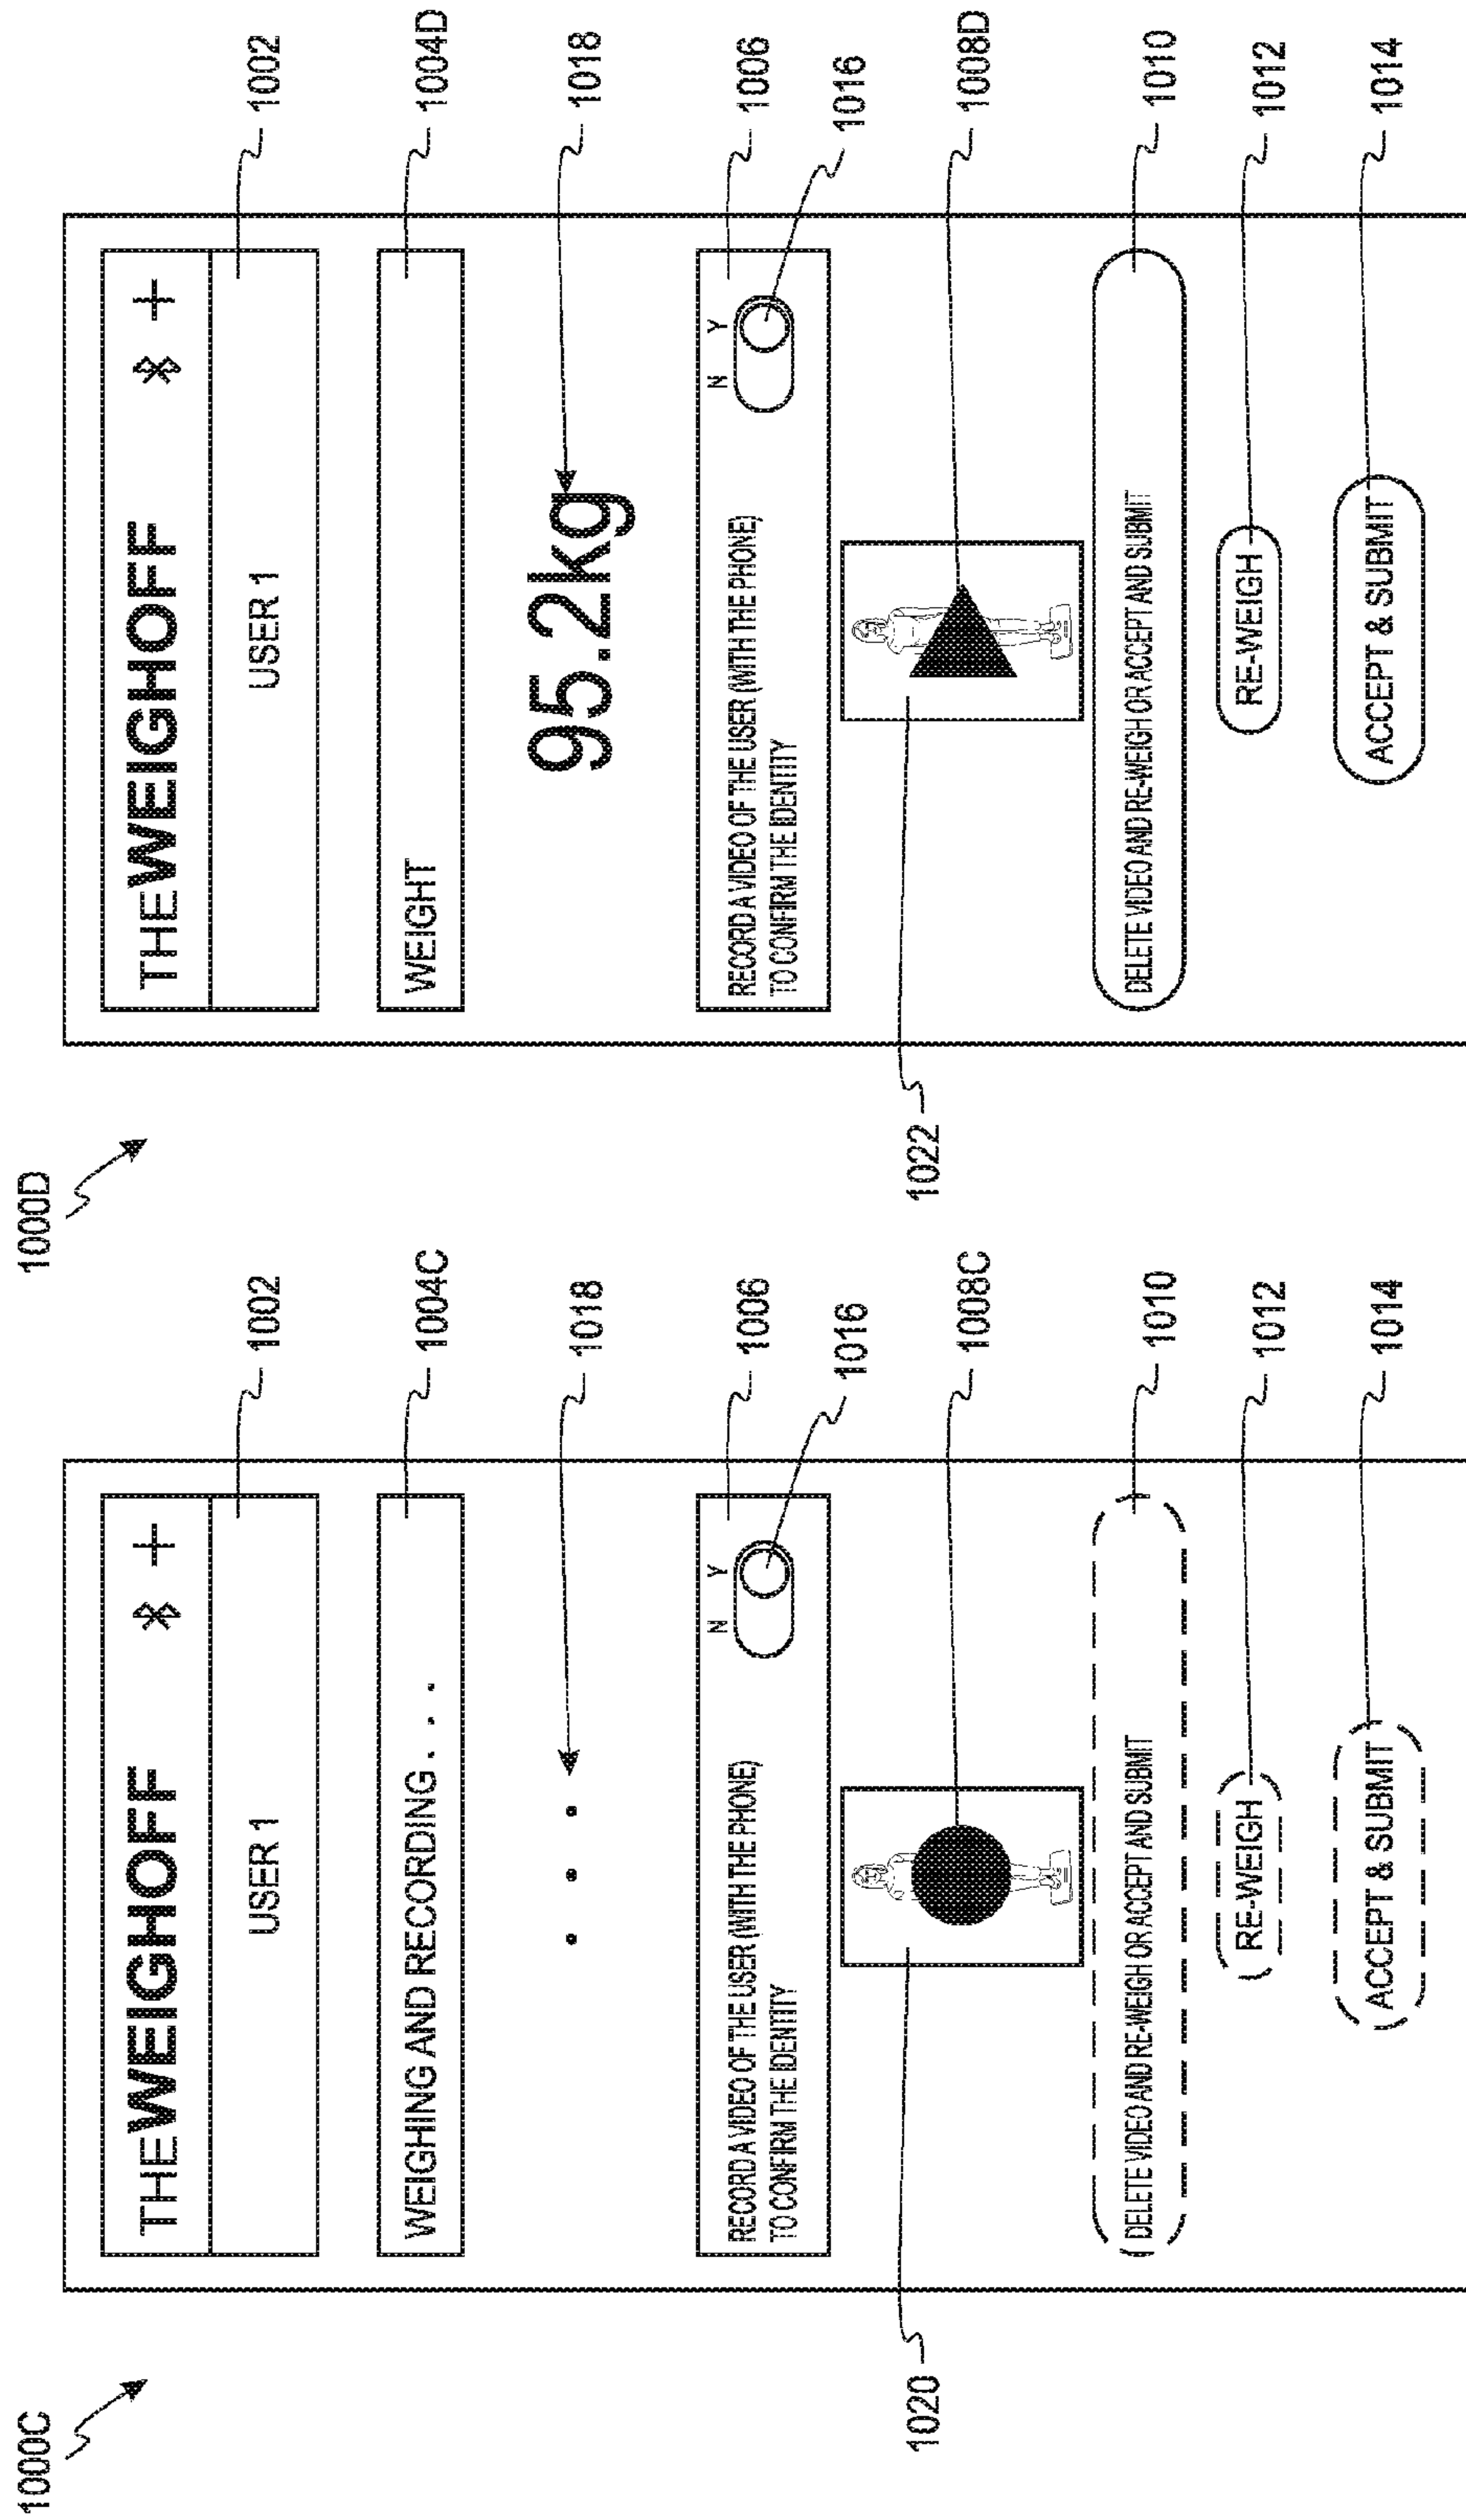 1000C
THEWEIGHOFF +
USER 1
1002
WEIGHING AND RECORDING . . .
1004C
. . . .
1018
RECORD A VIDEO OF THE USER (WITH THE PHONE)
TO CONFIRM THE IDENTITY
N Y
1006
1016
1008C
1020
DELETE VIDEO AND RE-WEIGH OR ACCEPT AND SUBMIT
1010
RE-WEIGH
1012
ACCEPT & SUBMIT
1014
1000D
THEWEIGHOFF +
USER 1
1002
WEIGHT
1004D
95.2kg
1018
RECORD A VIDEO OF THE USER (WITH THE PHONE)
TO CONFIRM THE IDENTITY
N Y
1006
1016
1008D
1022
DELETE VIDEO AND RE-WEIGH OR ACCEPT AND SUBMIT
1010
RE-WEIGH
1012
ACCEPT & SUBMIT
1014